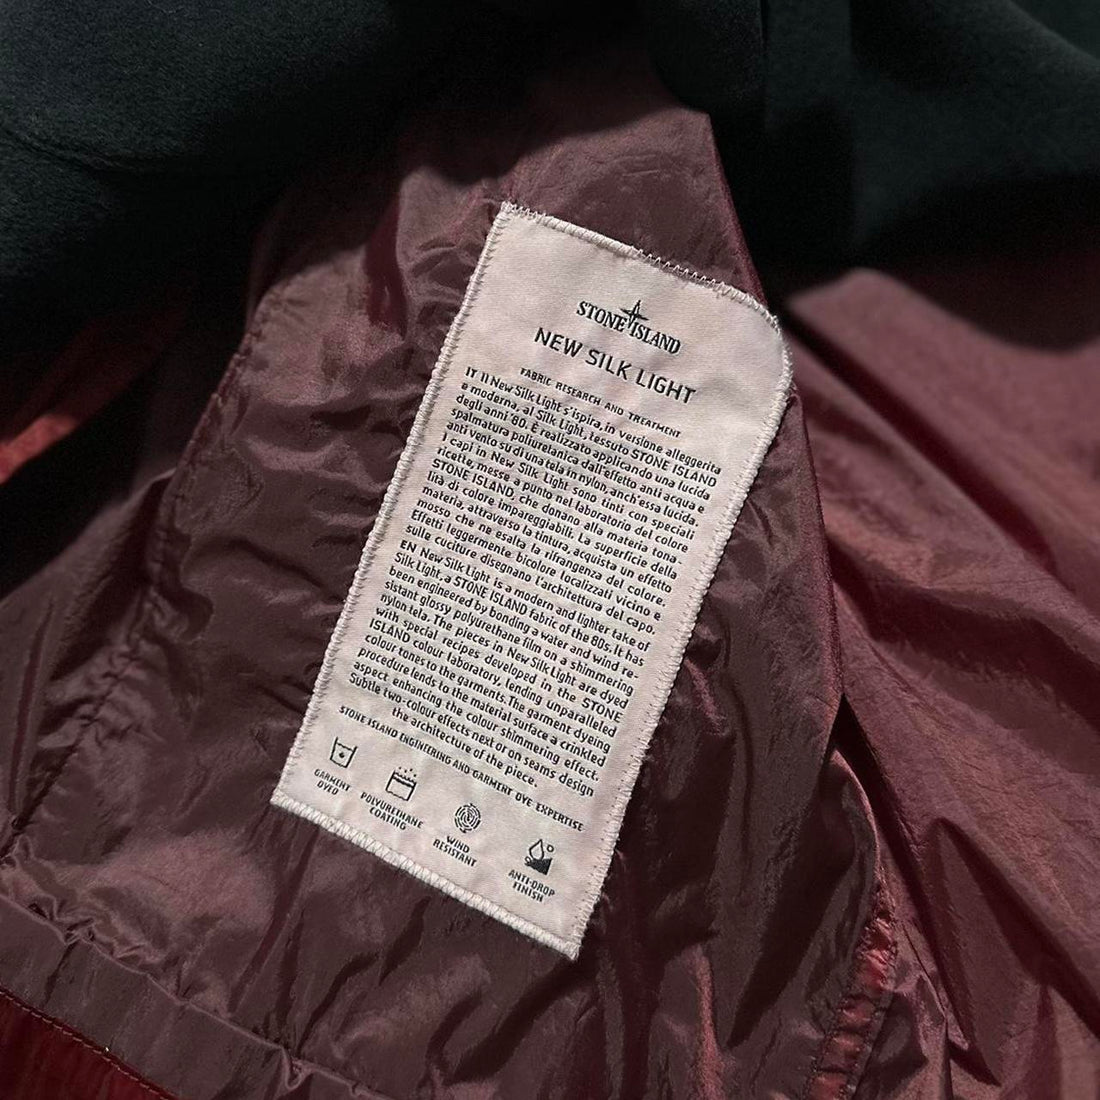 STONE ISLAND
NEW SILK LIGHT
FABRIC RESEARCH AND TREATMENT
IT Il New Silk Light s'ispira, in versione alleggerita
e moderna, al Silk Light, tessuto STONE ISLAND
degli anni '80. È realizzato applicando una lucida
spalmatura poliuretanica dall'effetto anti acqua e
anti vento su di una tela in nylon, anch'essa lucida.
I capi in New Silk Light sono tinti con speciali
ricette, messe a punto nel laboratorio del colore
STONE ISLAND, che donano alla materia tona-
lità di colore impareggiabili. La superficie della
materia, attraverso la tintura, acquista un effetto
mosso che ne esalta la rifrangenza del colore.
Effetti leggermente bicolore localizzati vicino e
sulle cuciture disegnano l'architettura del capo.
EN New Silk Light is a modern and lighter take of
Silk Light, a STONE ISLAND fabric of the 80s. It has
been engineered by bonding a water and wind re-
sistant glossy polyurethane film on a shimmering
nylon tela. The pieces in New Silk Light are dyed
with special recipes developed in the STONE
ISLAND colour laboratory, lending unparalleled
colour tones to the garments. The garment dyeing
procedure lends to the material surface a crinkled
aspect enhancing the colour shimmering effect.
Subtle two-colour effects next or on seams design
the architecture of the piece.
STONE ISLAND ENGINEERING AND GARMENT DYE EXPERTISE
GARMENT
DYED
POLYURETHANE
COATING
WIND
RESISTANT
ANTI-DROP
FINISH